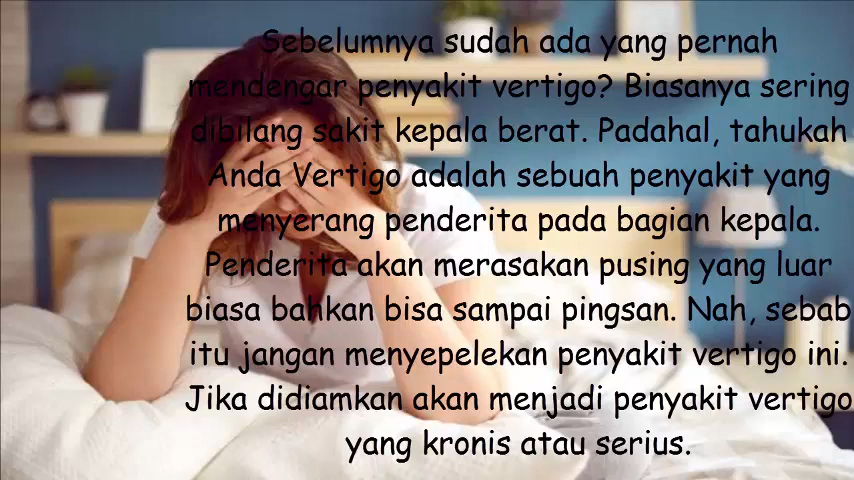 Sebelumnya sudah ada yang pernah
mendengar penyakit vertigo? Biasanya sering
dibilang sakit kepala berat. Padahal, tahukah
Anda Vertigo adalah sebuah penyakit yang
menyerang penderita pada bagian kepala.
Penderita akan merasakan pusing yang luar
biasa bahkan bisa sampai pingsan. Nah, sebab
itu jangan menyepelekan penyakit vertigo ini.
Jika didiamkan akan menjadi penyakit vertigo
yang kronis atau serius.